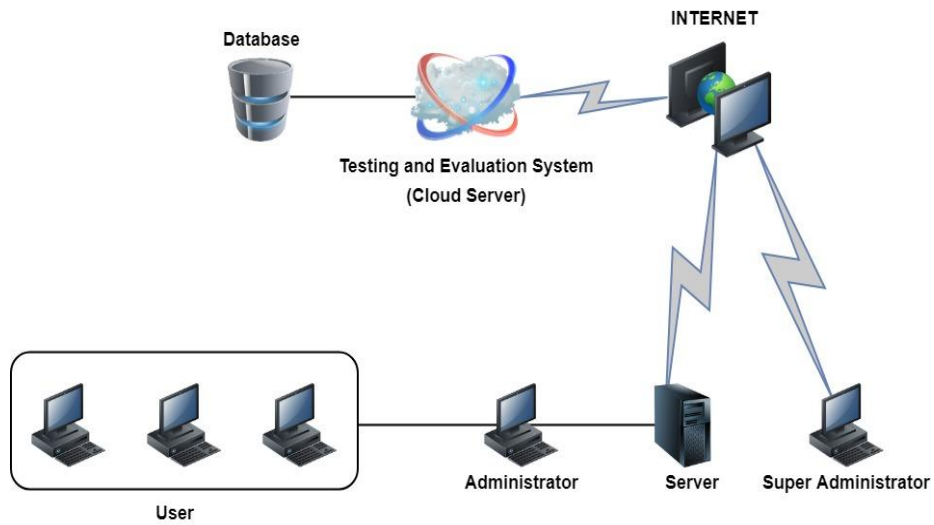 INTERNET
Database
Testing and Evaluation System
(Cloud Server)
Administrator
Server
Super Administrator
User